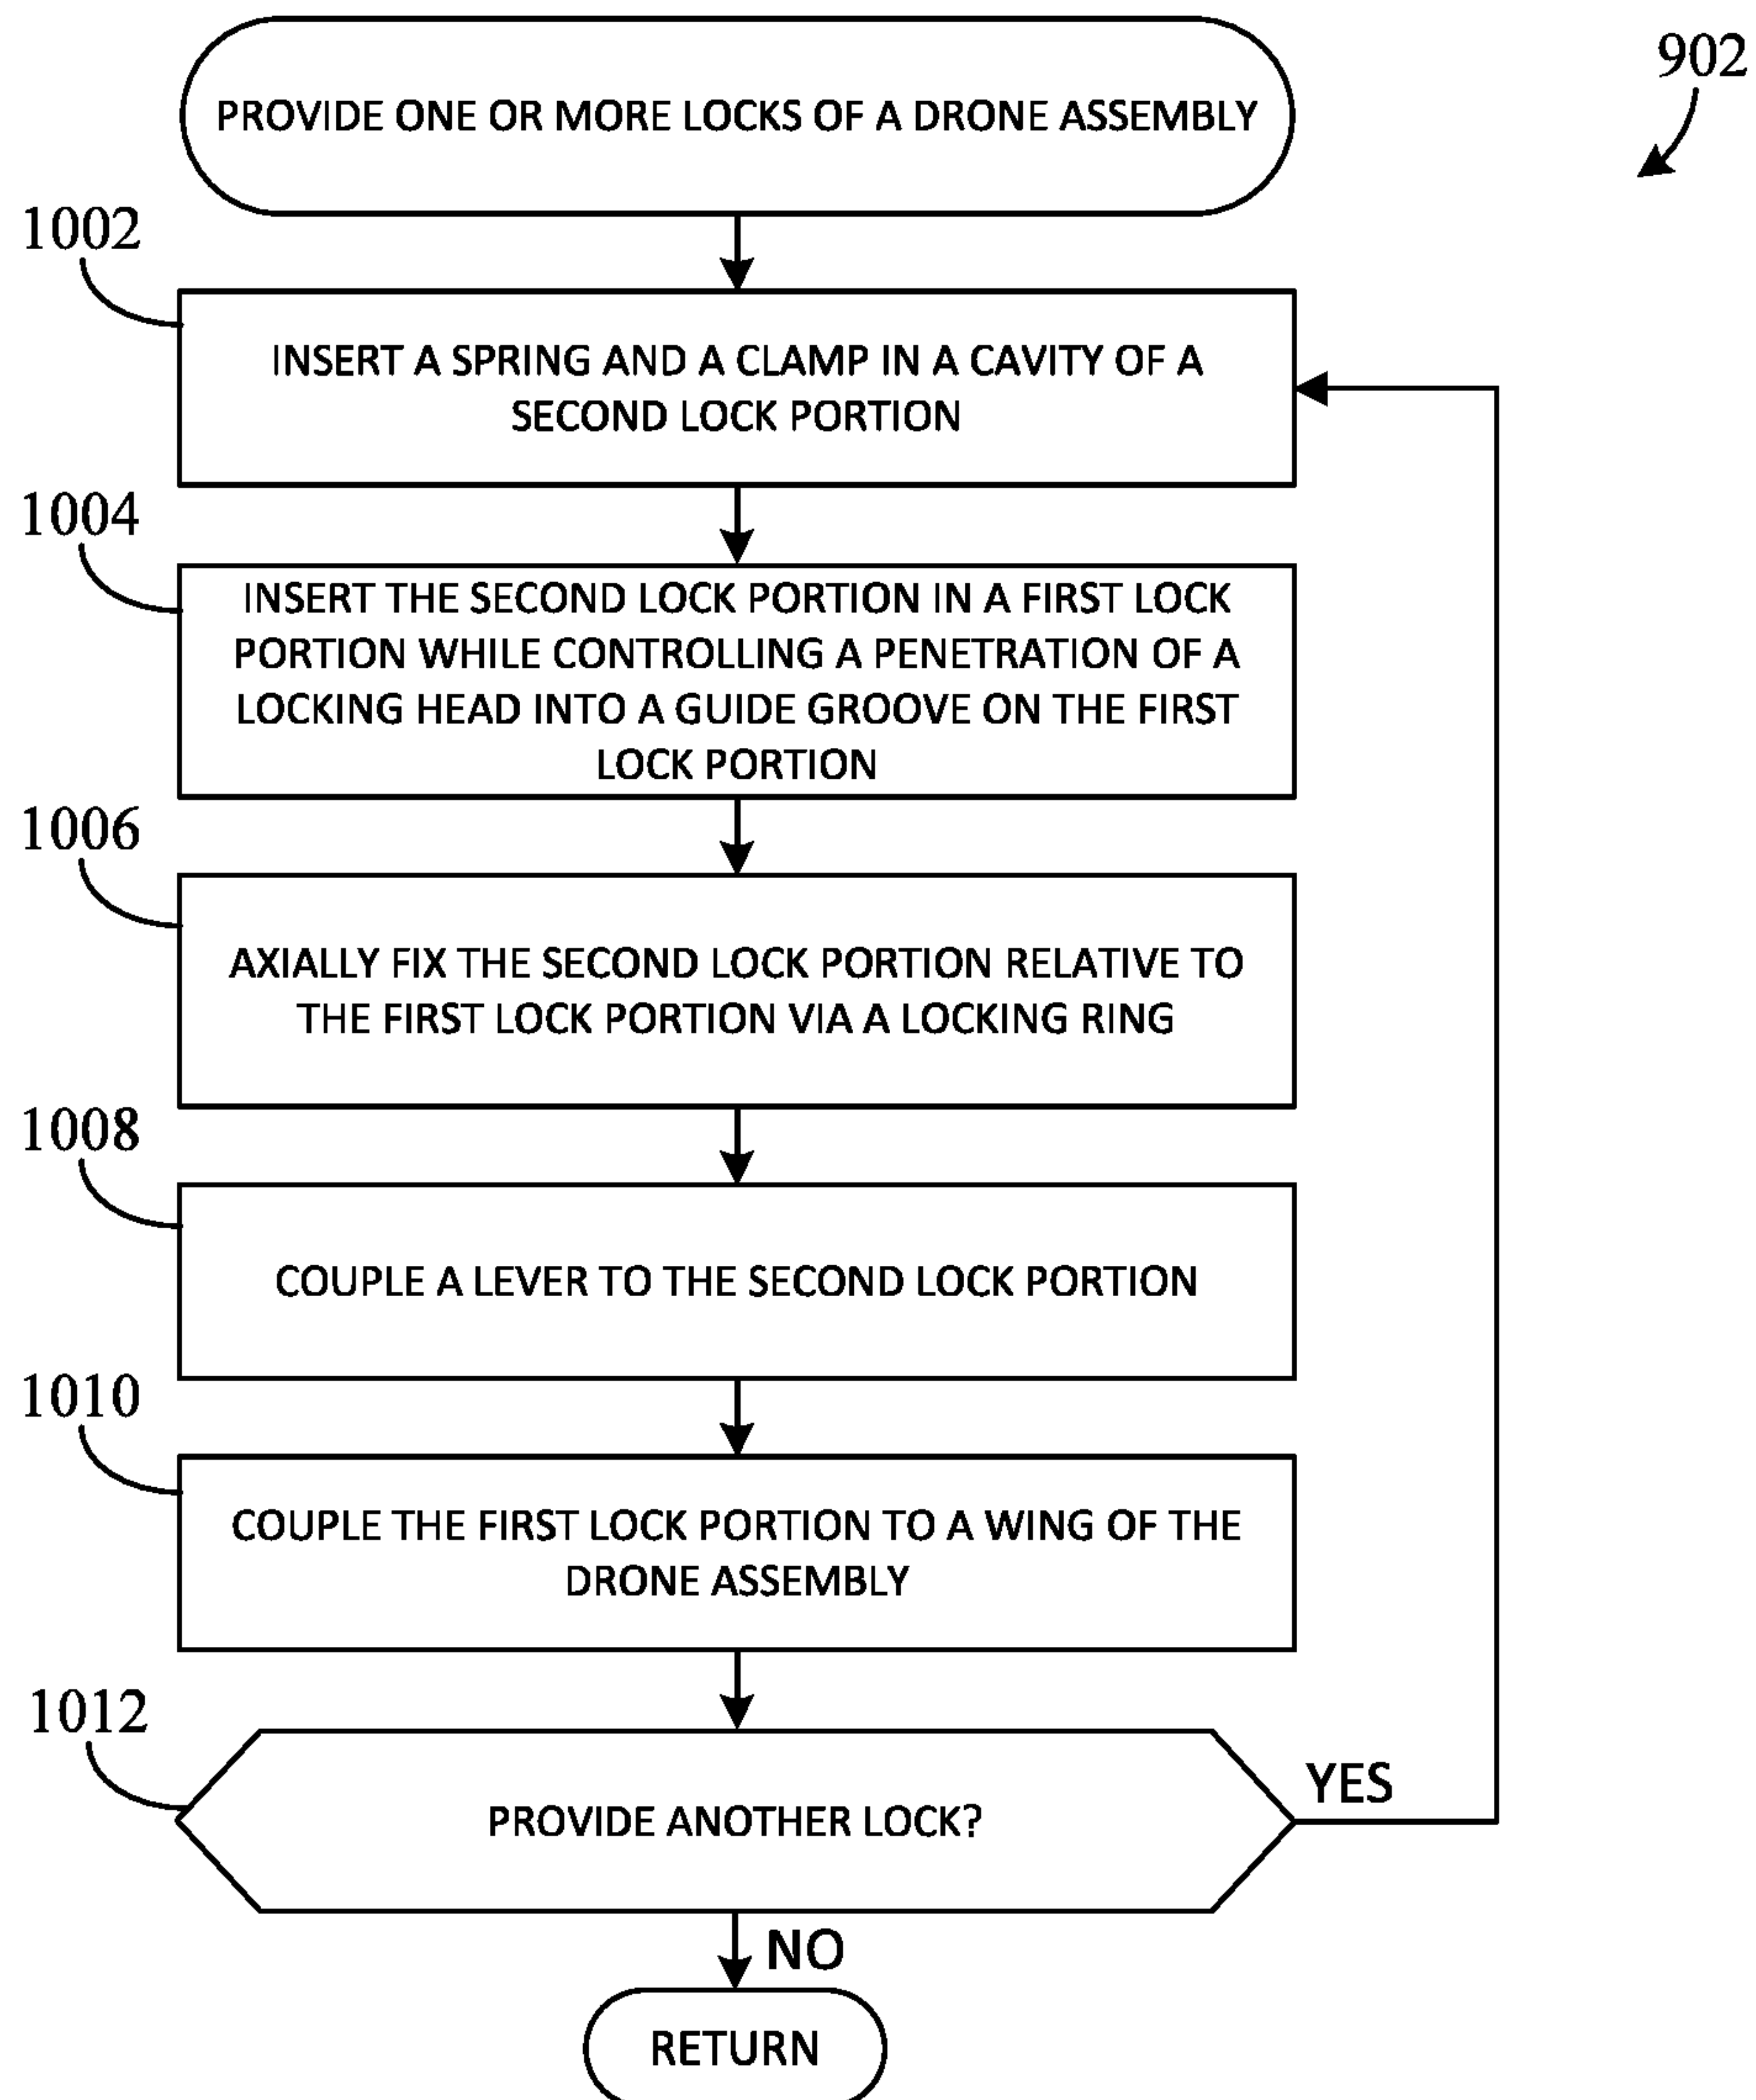 PROVIDE ONE OR MORE LOCKS OF A DRONE ASSEMBLY
902
1002
INSERT A SPRING AND A CLAMP IN A CAVITY OF A
SECOND LOCK PORTION
1004
INSERT THE SECOND LOCK PORTION IN A FIRST LOCK
PORTION WHILE CONTROLLING A PENETRATION OF A
LOCKING HEAD INTO A GUIDE GROOVE ON THE FIRST
LOCK PORTION
1006
AXIALLY FIX THE SECOND LOCK PORTION RELATIVE TO
THE FIRST LOCK PORTION VIA A LOCKING RING
1008
COUPLE A LEVER TO THE SECOND LOCK PORTION
1010
COUPLE THE FIRST LOCK PORTION TO A WING OF THE
DRONE ASSEMBLY
1012
PROVIDE ANOTHER LOCK?
YES
NO
RETURN